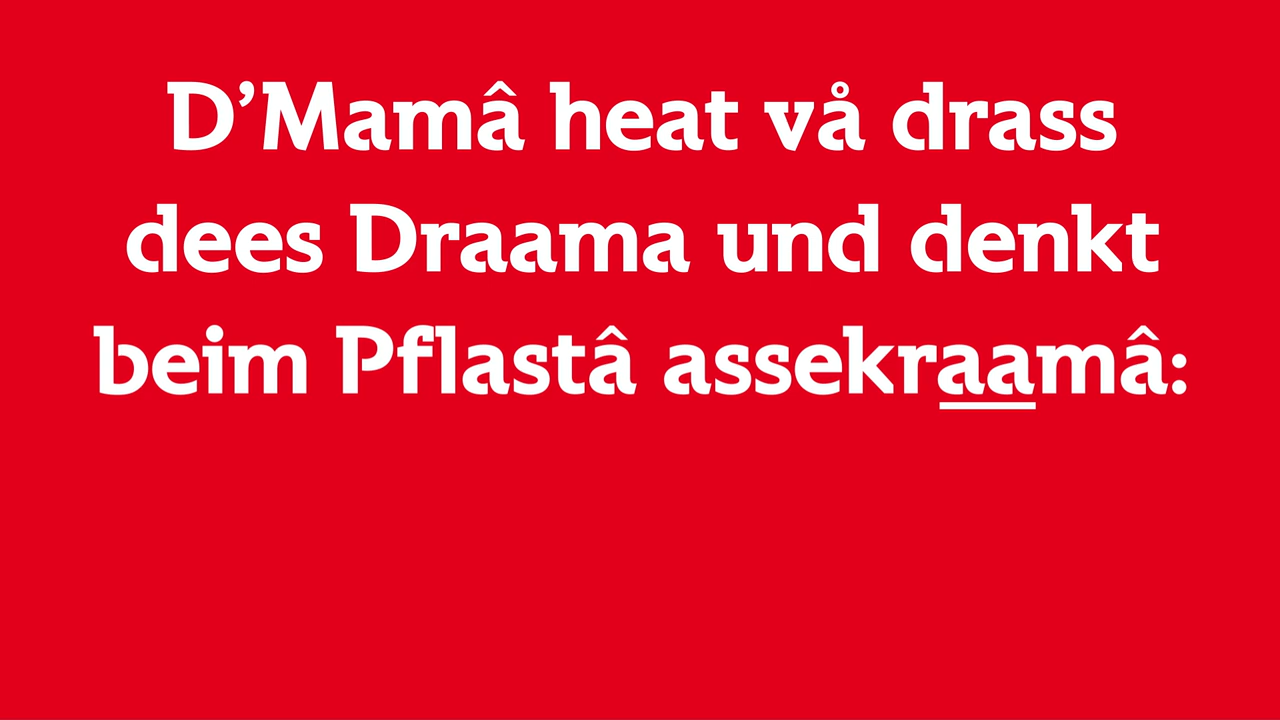 D’Mamâ heat vå drass
dees Draama und denkt
beim Pflastâ assekraamâ: